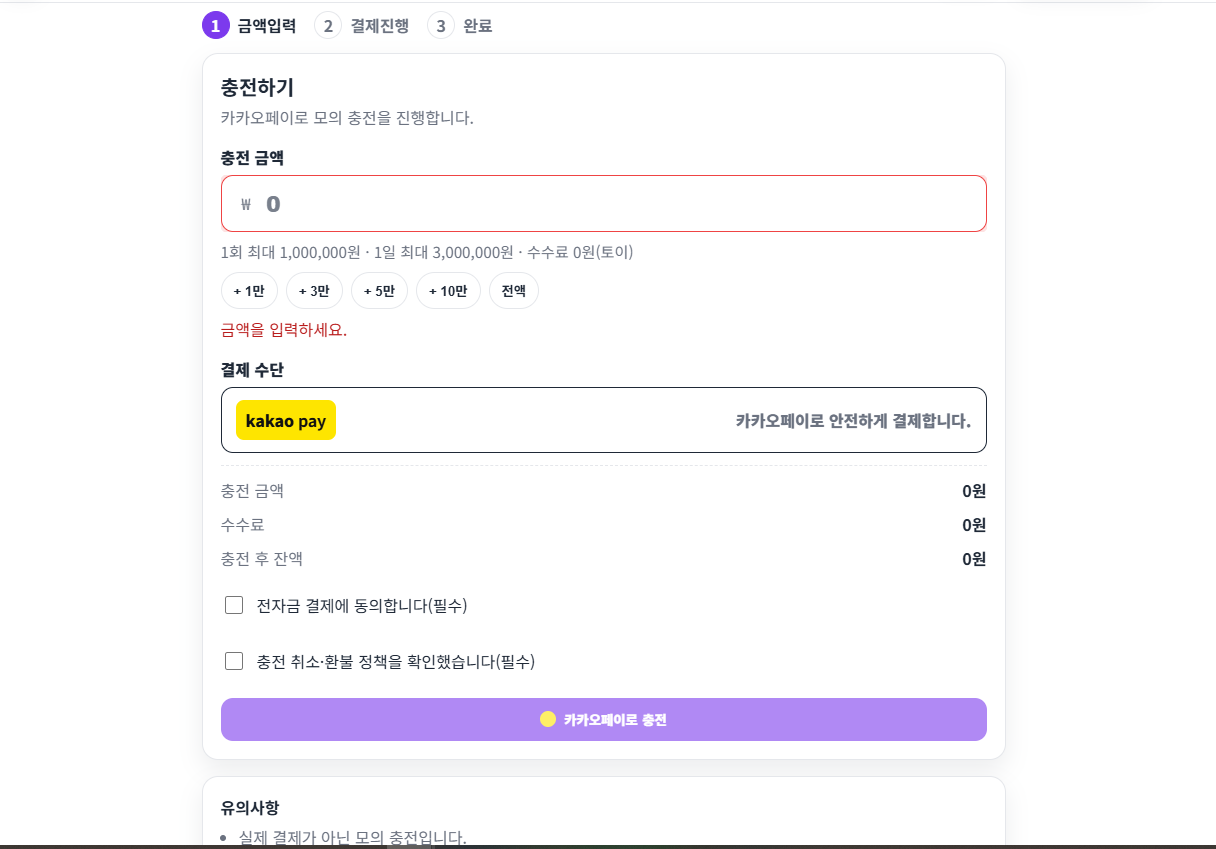 1 금액입력 2 결제진행 3 완료
충전하기
카카오페이로 모의 충전을 진행합니다.
충전 금액
₩ 0
1회 최대 1,000,000원 · 1일 최대 3,000,000원 · 수수료 0원(토이)
+ 1만 + 3만 + 5만 + 10만 전액
금액을 입력하세요.
결제 수단
kakao pay 카카오페이로 안전하게 결제합니다.
충전 금액 0원
수수료 0원
충전 후 잔액 0원
전자금 결제에 동의합니다(필수)
충전 취소·환불 정책을 확인했습니다(필수)
카카오페이로 충전
유의사항
• 실제 결제가 아닌 모의 충전입니다.